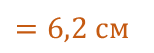 = 6,2 см